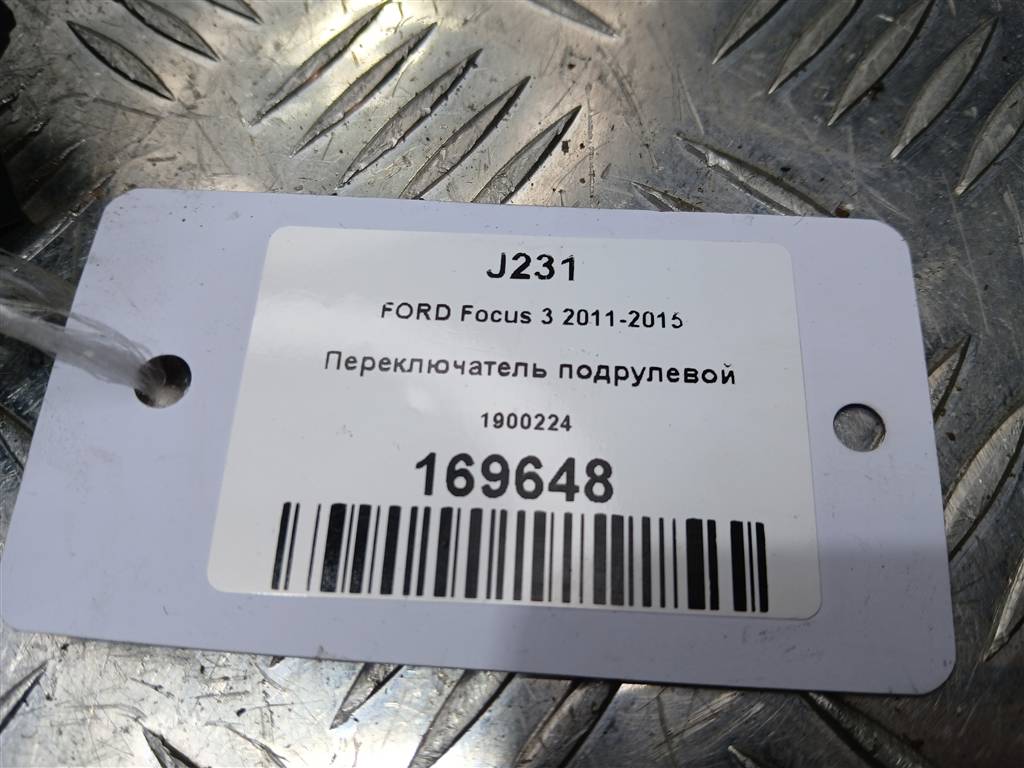 J231
FORD Focus 3 2011-2015
Переключатель подрулевой
1900224
169648